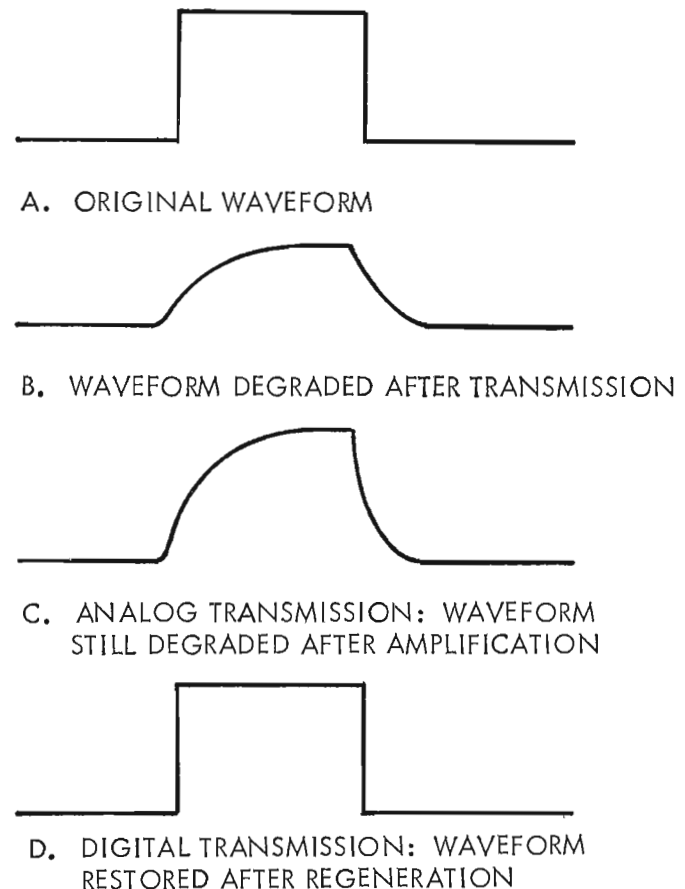 A. ORIGINAL WAVEFORM
B. WAVEFORM DEGRADED AFTER TRANSMISSION
C. ANALOG TRANSMISSION: WAVEFORM
STILL DEGRADED AFTER AMPLIFICATION
D. DIGITAL TRANSMISSION: WAVEFORM
RESTORED AFTER REGENERATION